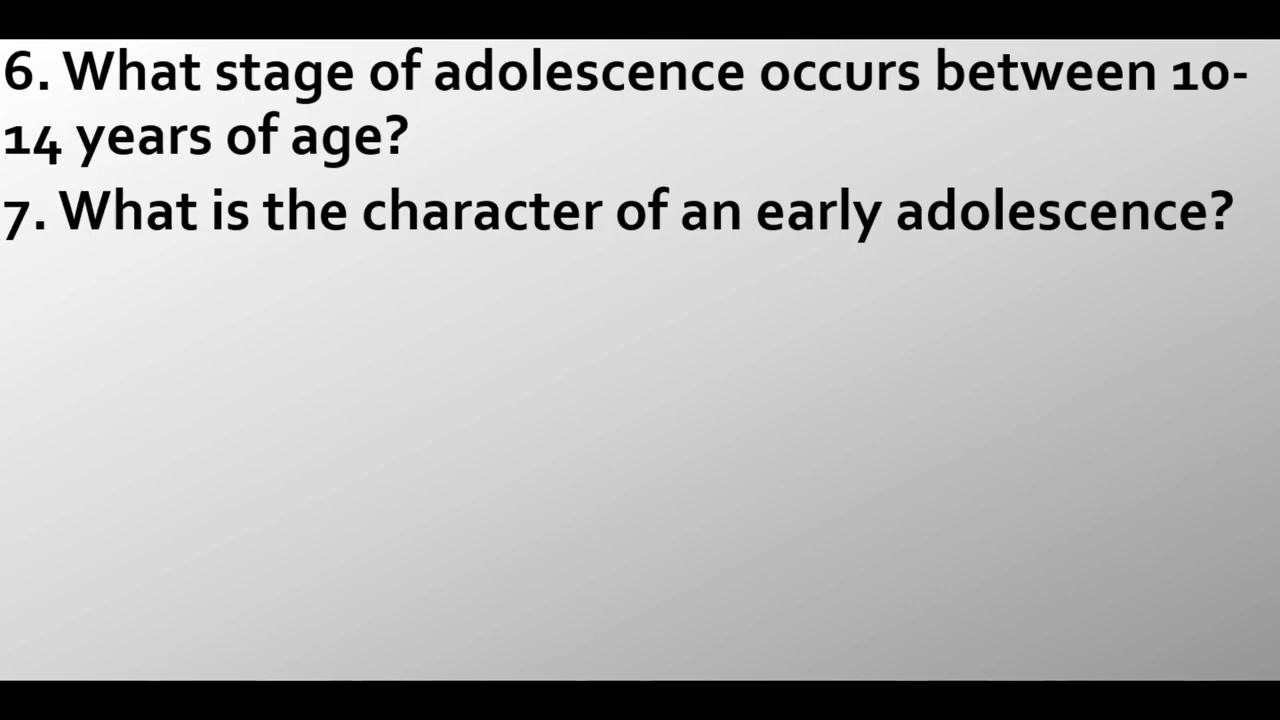 6. What stage of adolescence occurs between 10-
14 years of age?
7. What is the character of an early adolescence?